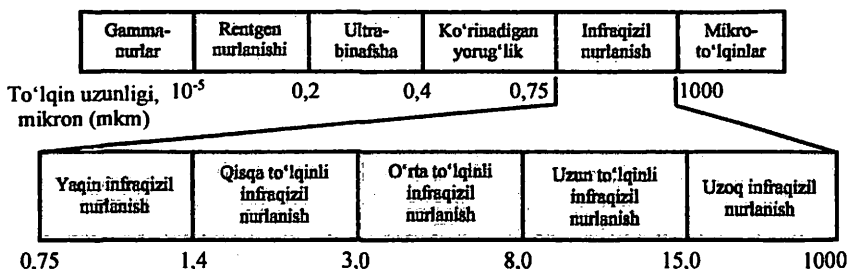 Gamma- Rentgen Ultra- Ko‘rinadigan Infraqizil Mikro-
nurlar nurlanishi binafsha yorug‘lik nurlanish to‘lqinlar
To‘lqin uzunligi, 10⁻⁵ 0,2 0,4 0,75 1000
mikron (mkm)
Yaqin infraqizil
nurlanish
Qisqa to‘lqinli
infraqizil
nurlanish
O‘rta to‘lqinli
infraqizil
nurlanish
Uzun to‘lqinli
infraqizil
nurlanish
Uzoq infraqizil
nurlanish
0.75 1,4 3,0 8,0 15,0 1000